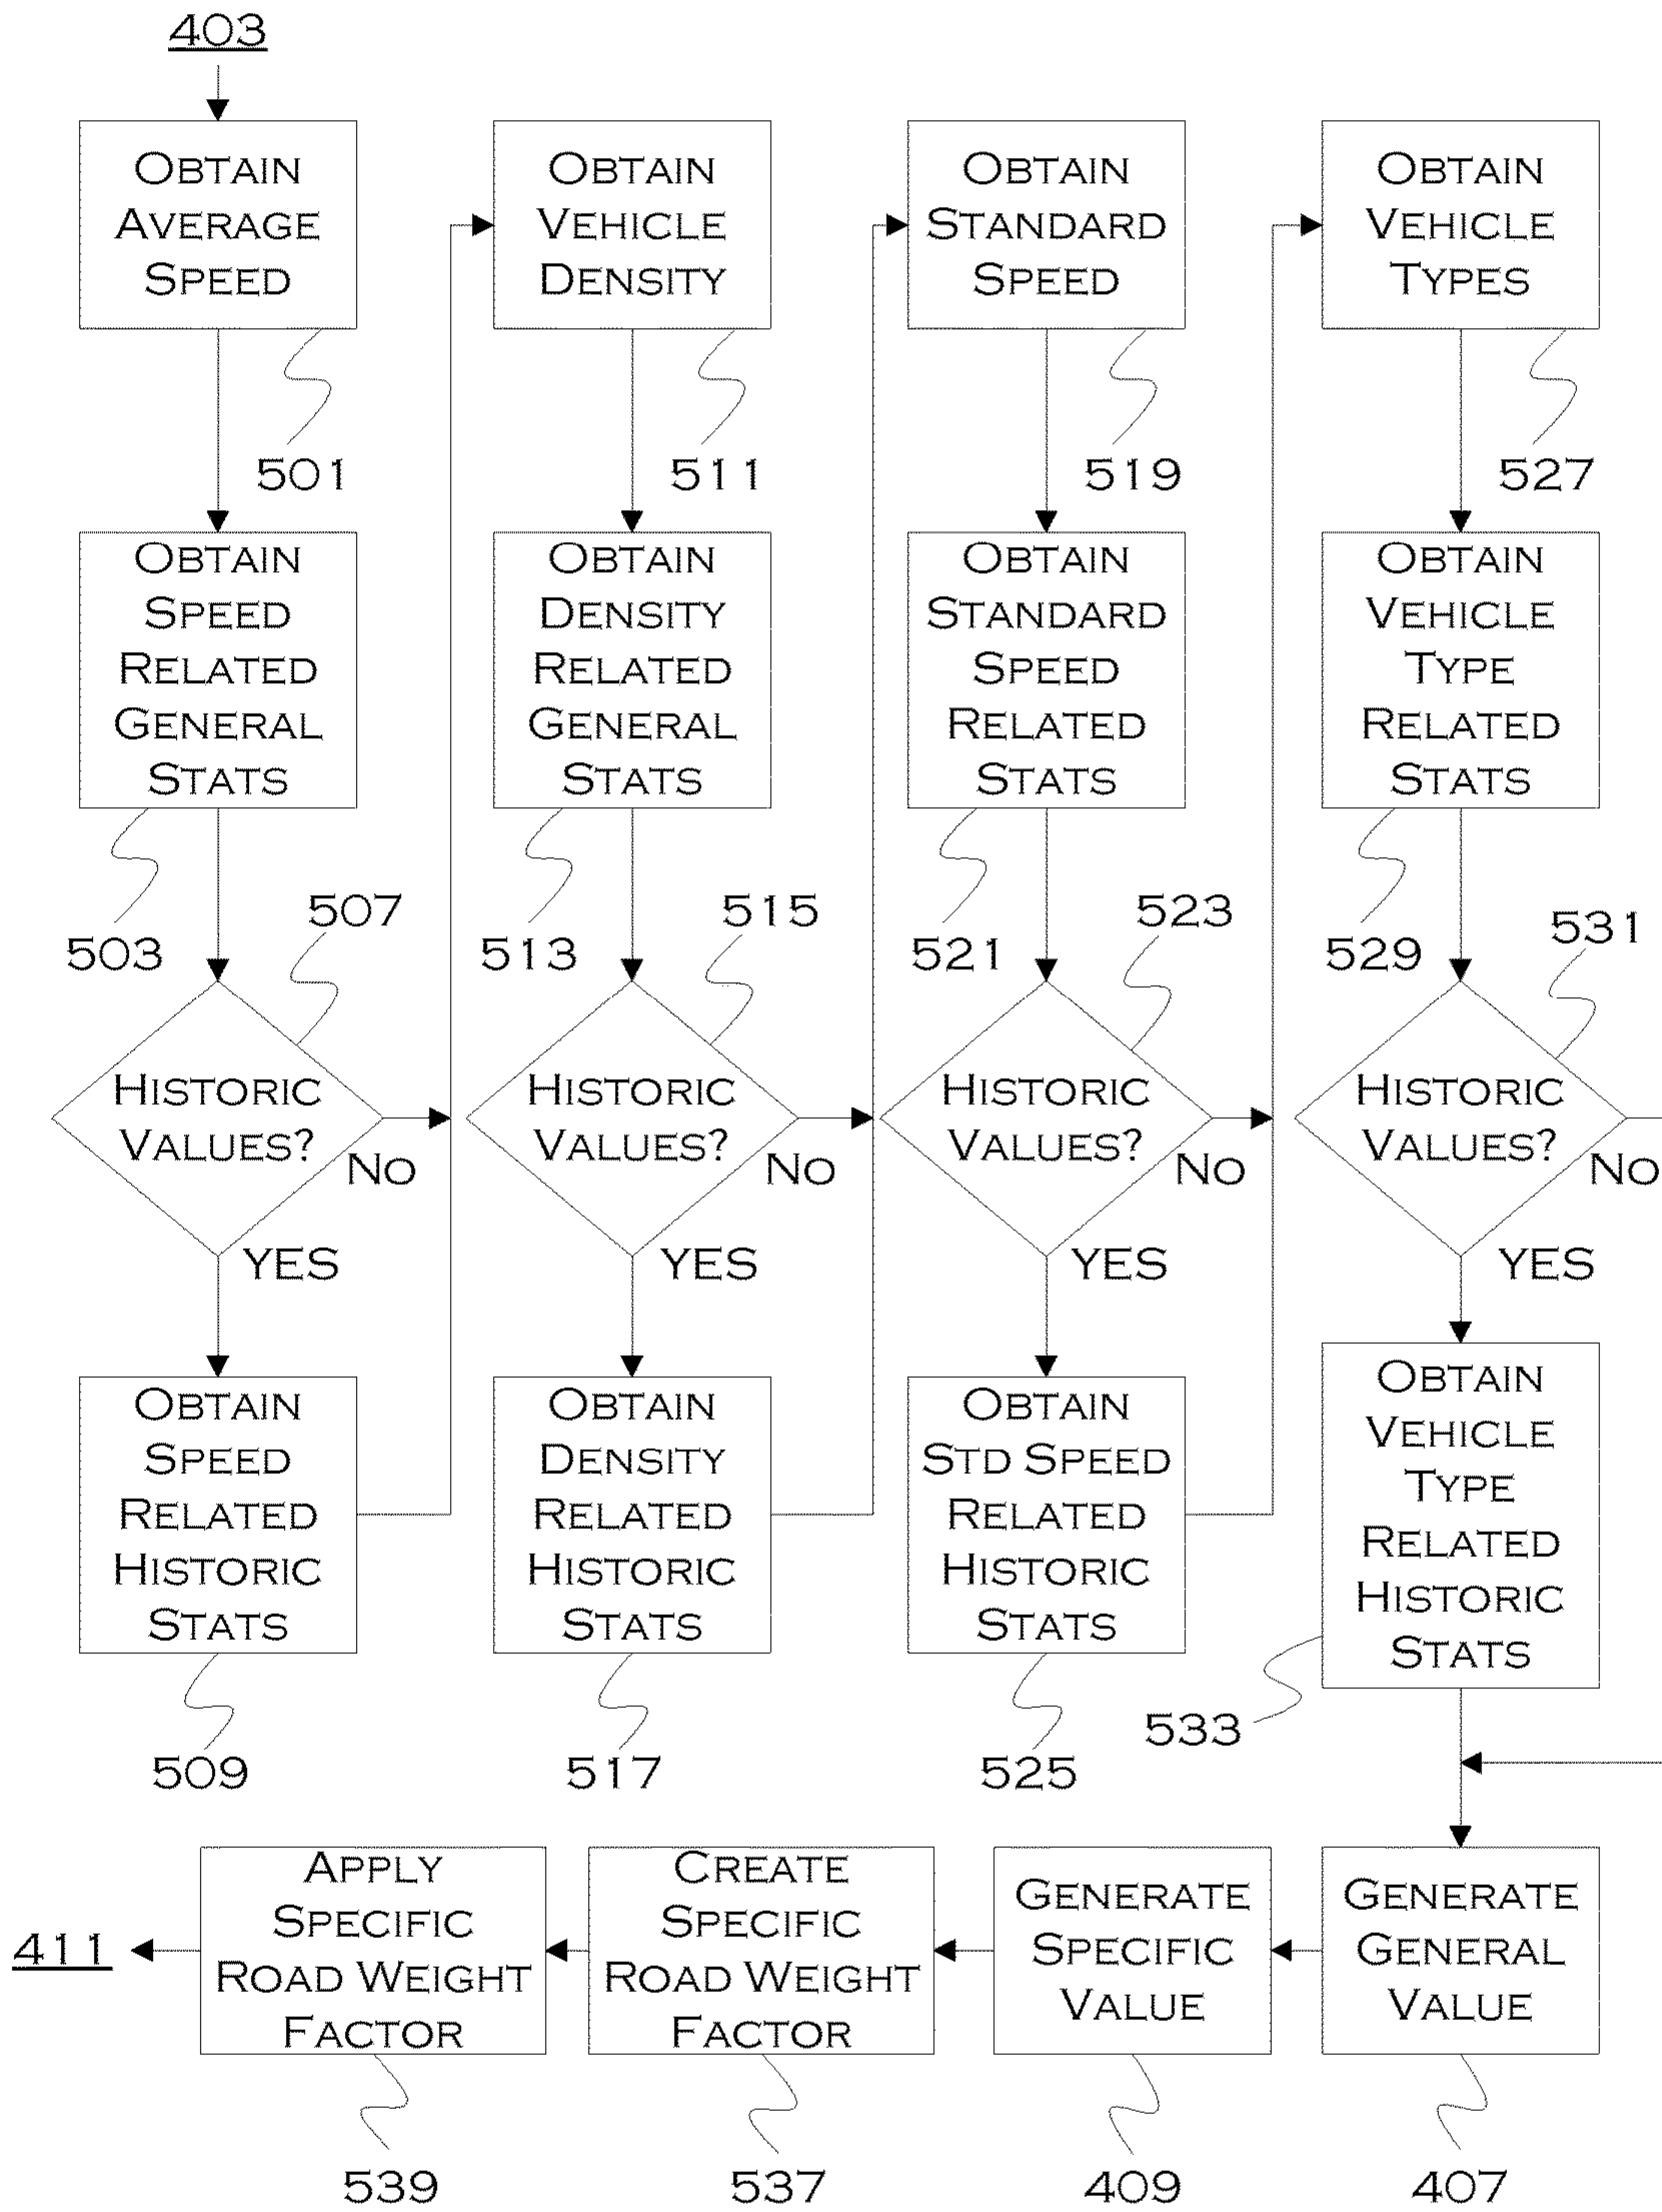 403
OBTAIN
AVERAGE
SPEED
501
OBTAIN
SPEED
RELATED
GENERAL
STATS
503
507
HISTORIC
VALUES?
NO
YES
OBTAIN
SPEED
RELATED
HISTORIC
STATS
509
OBTAIN
VEHICLE
DENSITY
511
OBTAIN
DENSITY
RELATED
GENERAL
STATS
513
515
HISTORIC
VALUES?
NO
YES
OBTAIN
DENSITY
RELATED
HISTORIC
STATS
517
OBTAIN
STANDARD
SPEED
519
OBTAIN
STANDARD
SPEED
RELATED
STATS
521
523
HISTORIC
VALUES?
NO
YES
OBTAIN
STD SPEED
RELATED
HISTORIC
STATS
525
OBTAIN
VEHICLE
TYPES
527
OBTAIN
VEHICLE
TYPE
RELATED
STATS
529
531
HISTORIC
VALUES?
NO
YES
OBTAIN
VEHICLE
TYPE
RELATED
HISTORIC
STATS
533
GENERATE
GENERAL
VALUE
407
GENERATE
SPECIFIC
VALUE
409
CREATE
SPECIFIC
ROAD WEIGHT
FACTOR
537
APPLY
SPECIFIC
ROAD WEIGHT
FACTOR
539
411